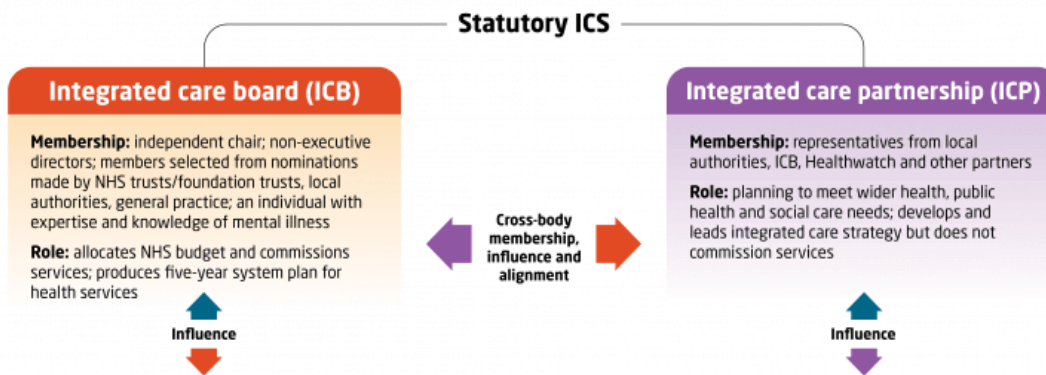 Statutory ICS
Integrated care board (ICB)
Membership: independent chair; non-executive
directors; members selected from nominations
made by NHS trusts/foundation trusts, local
authorities, general practice; an individual with
expertise and knowledge of mental illness
Role: allocates NHS budget and commissions
services; produces five-year system plan for
health services
Influence
Cross-body
membership,
influence and
alignment
Integrated care partnership (ICP)
Membership: representatives from local
authorities, ICB, Healthwatch and other partners
Role: planning to meet wider health, public
health and social care needs; develops and
leads integrated care strategy but does not
commission services
Influence